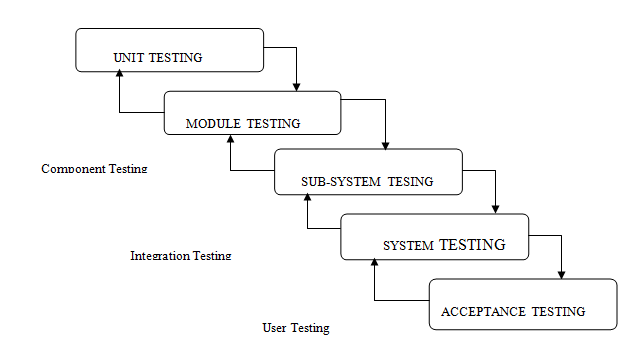 UNIT TESTING
MODULE TESTING
Component Testing
SUB-SYSTEM TESING
SYSTEM TESTING
Integration Testing
ACCEPTANCE TESTING
User Testing